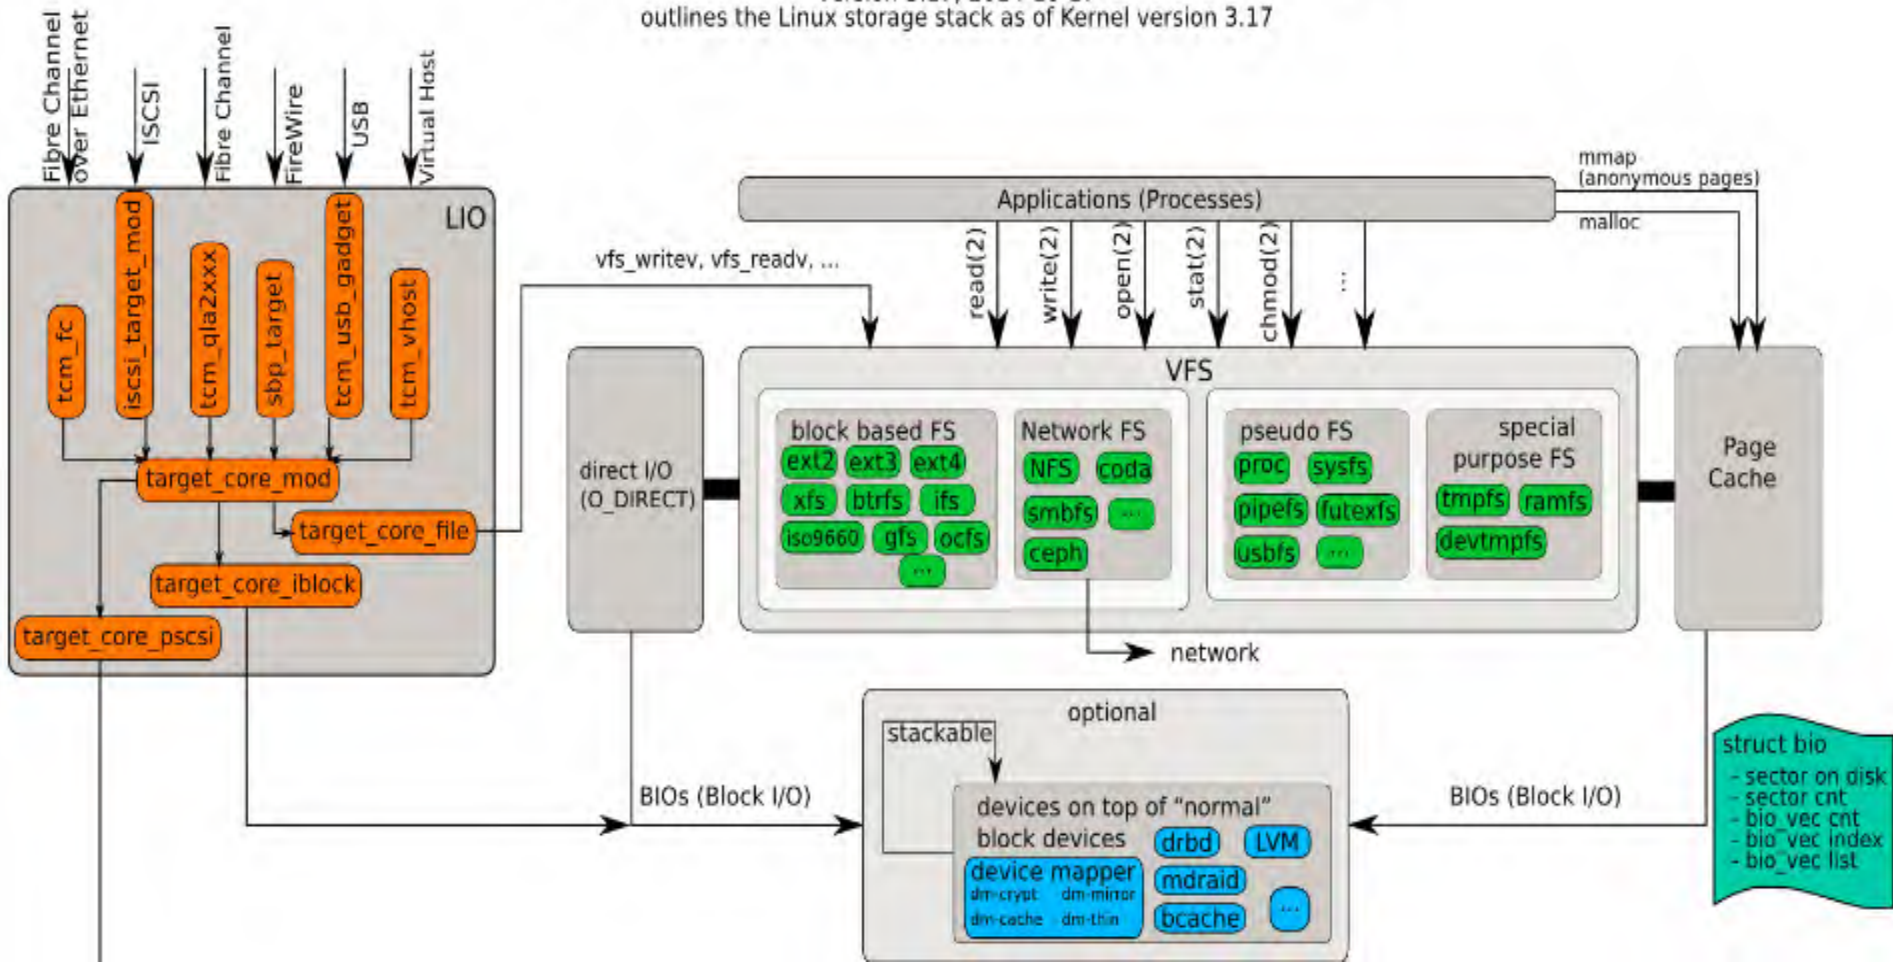 outlines the Linux storage stack as of Kernel version 3.17
Fibre Channel
over Ethernet
ISCSI
Fibre Channel
FireWire
USB
Virtual Host
LIO
tcm_fc
iscsi_target_mod
tcm_qla2xxx
sbp_target
tcm_usb_gadget
tcm_vhost
target_core_mod
target_core_file
target_core_iblock
target_core_pscsi
vfs_writev, vfs_readv, ...
Applications (Processes)
mmap
(anonymous pages)
malloc
read(2)
write(2)
open(2)
stat(2)
chmod(2)
...
direct I/O
(O_DIRECT)
VFS
block based FS
ext2 ext3 ext4
xfs btrfs ifs
iso9660 gfs ocfs
...
Network FS
NFS coda
smbfs ...
ceph
pseudo FS
proc sysfs
pipefs futexfs
usbfs ...
special
purpose FS
tmpfs ramfs
devtmpfs
Page
Cache
network
optional
stackable
BIOs (Block I/O)
BIOs (Block I/O)
devices on top of “normal”
block devices
drbd LVM
device mapper
dm-crypt dm-mirror
dm-cache dm-thin
mdraid
bcache
...
struct bio
- sector on disk
- sector cnt
- bio_vec cnt
- bio_vec index
- bio_vec list